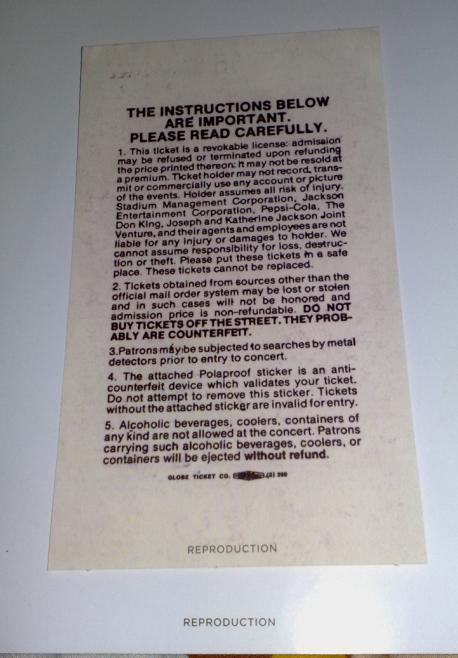 THE INSTRUCTIONS BELOW
ARE IMPORTANT.
PLEASE READ CAREFULLY.
1. This ticket is a revokable license: admission
may be refused or terminated upon refunding
the price printed thereon: It may not be resold at
a premium. Ticket holder may not record, trans-
mit or commercially use any account or picture
of the events. Holder assumes all risk of injury.
Stadium Management Corporation, Jackson
Entertainment Corporation, Pepsi-Cola, The
Don King, Joseph and Katherine Jackson Joint
Venture, and their agents and employees are not
liable for any injury or damages to holder. We
cannot assume responsibility for loss, destruc-
tion or theft. Please put these tickets in a safe
place. These tickets cannot be replaced.
2. Tickets obtained from sources other than the
official mail order system may be lost or stolen
and in such cases will not be honored and
admission price is non-refundable. DO NOT
BUY TICKETS OFF THE STREET. THEY PROB-
ABLY ARE COUNTERFEIT.
3.Patrons may be subjected to searches by metal
detectors prior to entry to concert.
4. The attached Polaproof sticker is an anti-
counterfeit device which validates your ticket.
Do not attempt to remove this sticker. Tickets
without the attached sticker are invalid for entry.
5. Alcoholic beverages, coolers, containers of
any kind are not allowed at the concert. Patrons
carrying such alcoholic beverages, coolers, or
containers will be ejected without refund.
GLOBE TICKET CO.
REPRODUCTION
REPRODUCTION